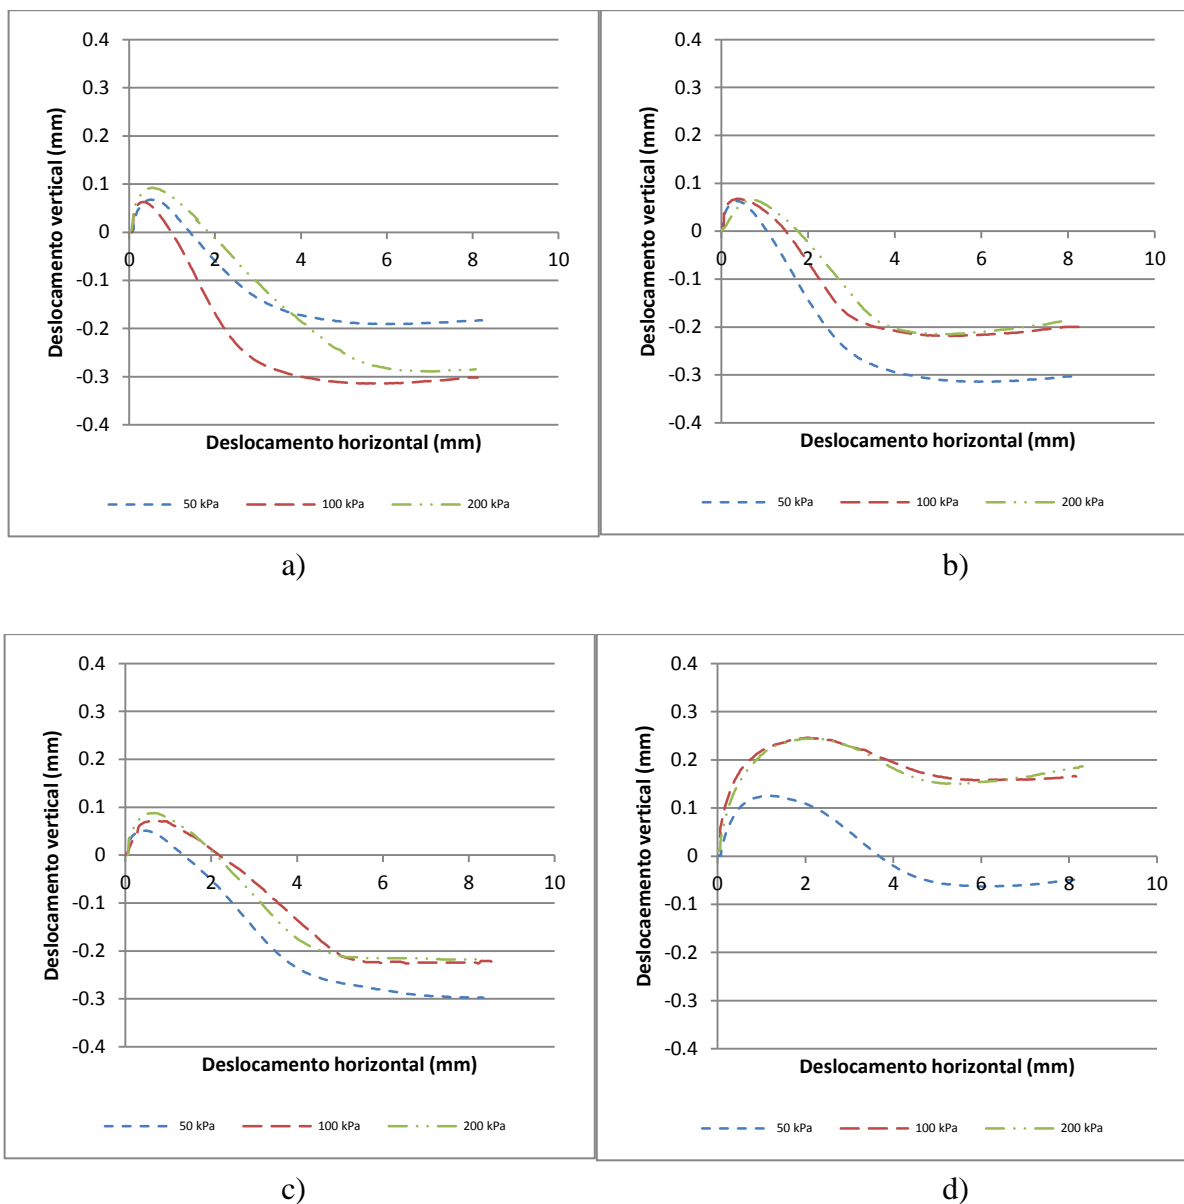 0.4
0.3
0.2
0.1
0
-0.1
-0.2
-0.3
-0.4
0 2 4 6 8 10
Deslocamento vertical (mm)
Deslocamento horizontal (mm)
50 kPa 100 kPa 200 kPa
a)
0.4
0.3
0.2
0.1
0
-0.1
-0.2
-0.3
-0.4
0 2 4 6 8 10
Deslocamento vertical (mm)
Deslocamento horizontal (mm)
50 kPa 100 kPa 200 kPa
b)
0.4
0.3
0.2
0.1
0
-0.1
-0.2
-0.3
-0.4
0 2 4 6 8 10
Deslocamento vertical (mm)
Deslocamento horizontal (mm)
50 kPa 100 kPa 200 kPa
c)
0.4
0.3
0.2
0.1
0
-0.1
-0.2
-0.3
-0.4
0 2 4 6 8 10
Deslocaemento vertical (mm)
Deslocamento horizontal (mm)
50 kPa 100 kPa 200 kPa
d)